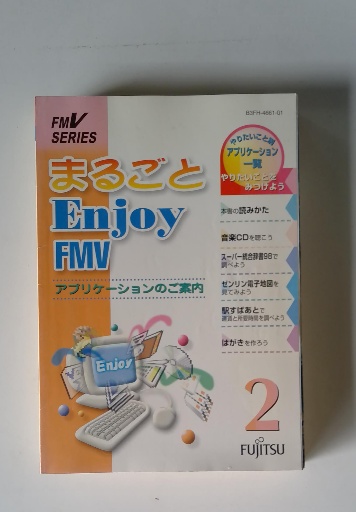 FMV
SERIES
B3FH-4661-01
まるごと
Enjoy
FMV
アプリケーションのご案内
やりたいこと別
アプリケーション
一覧
やりたいことを
みつけよう
本書の読みかた
音楽CDを聴こう
スーパー統合辞書98で
調べよう
ゼンリン電子地図を
見てみよう
駅すぱあとで
運賃と所要時間を調べよう
はがきを作ろう
Enjoy
2
FUJITSU